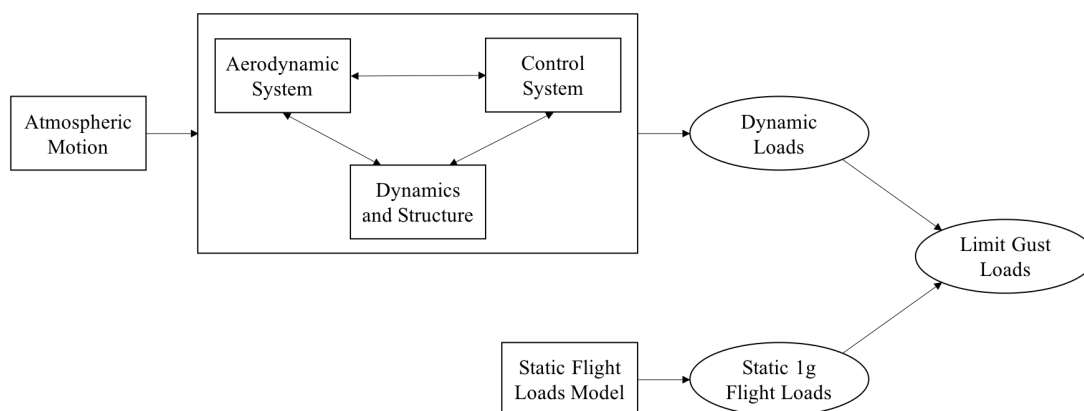 Aerodynamic
System
Control
System
Atmospheric
Motion
Dynamics
and Structure
Dynamic
Loads
Limit Gust
Loads
Static Flight
Loads Model
Static 1g
Flight Loads